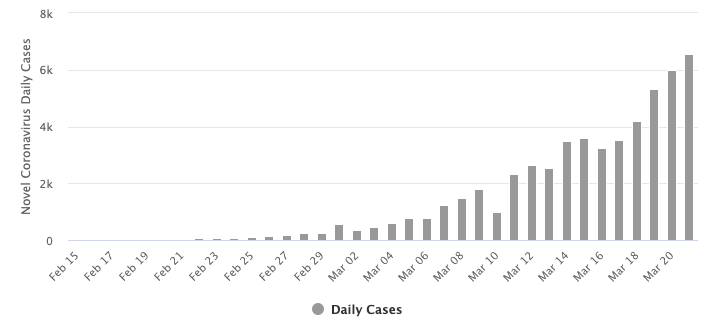 8k
6k
4k
2k
0
Novel Coronavirus Daily Cases
Feb 15
Feb 17
Feb 19
Feb 21
Feb 23
Feb 25
Feb 27
Feb 29
Mar 02
Mar 04
Mar 06
Mar 08
Mar 10
Mar 12
Mar 14
Mar 16
Mar 18
Mar 20
Daily Cases